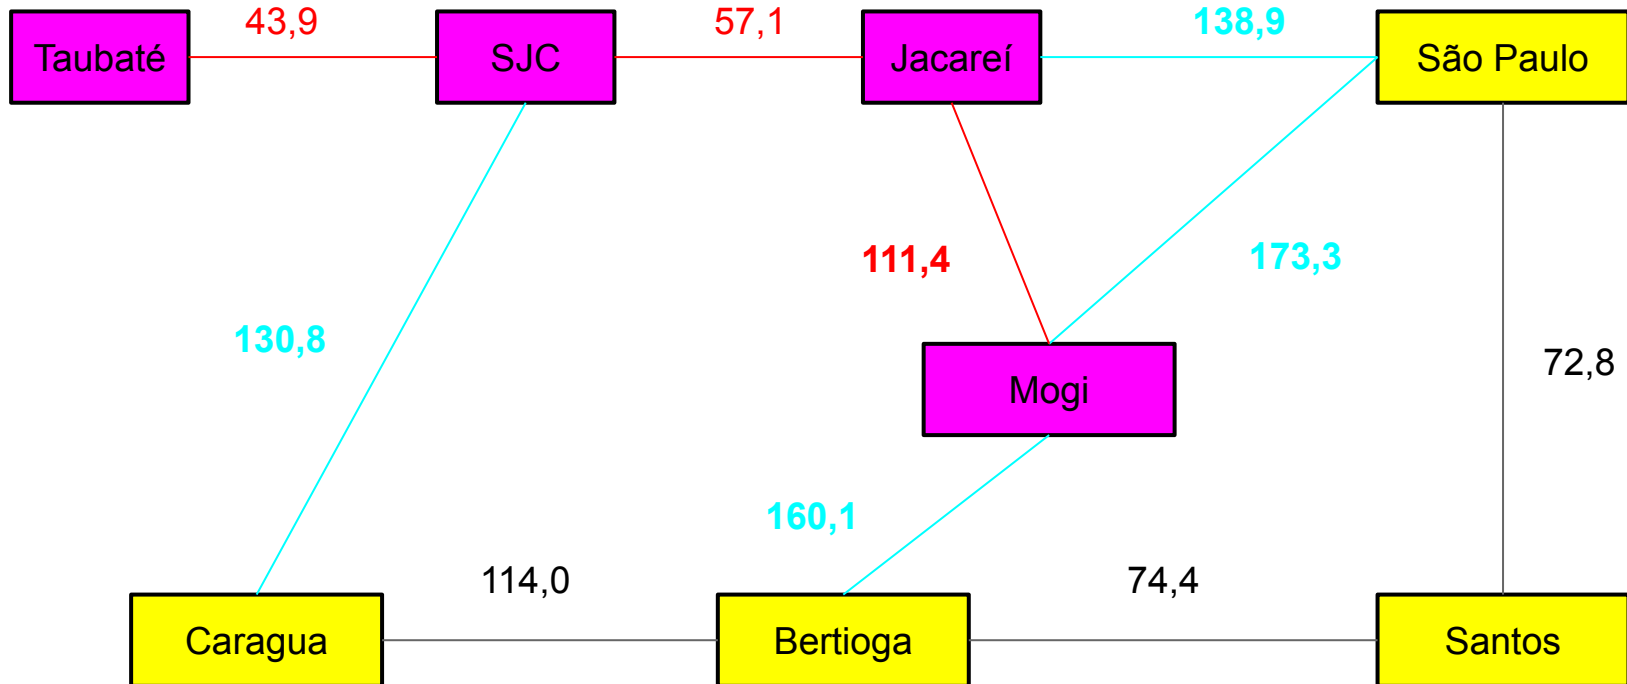 43,9
57,1
138,9
Taubaté
SJC
Jacareí
São Paulo
111,4
173,3
130,8
72,8
Mogi
160,1
114,0
74,4
Caragua
Bertioga
Santos